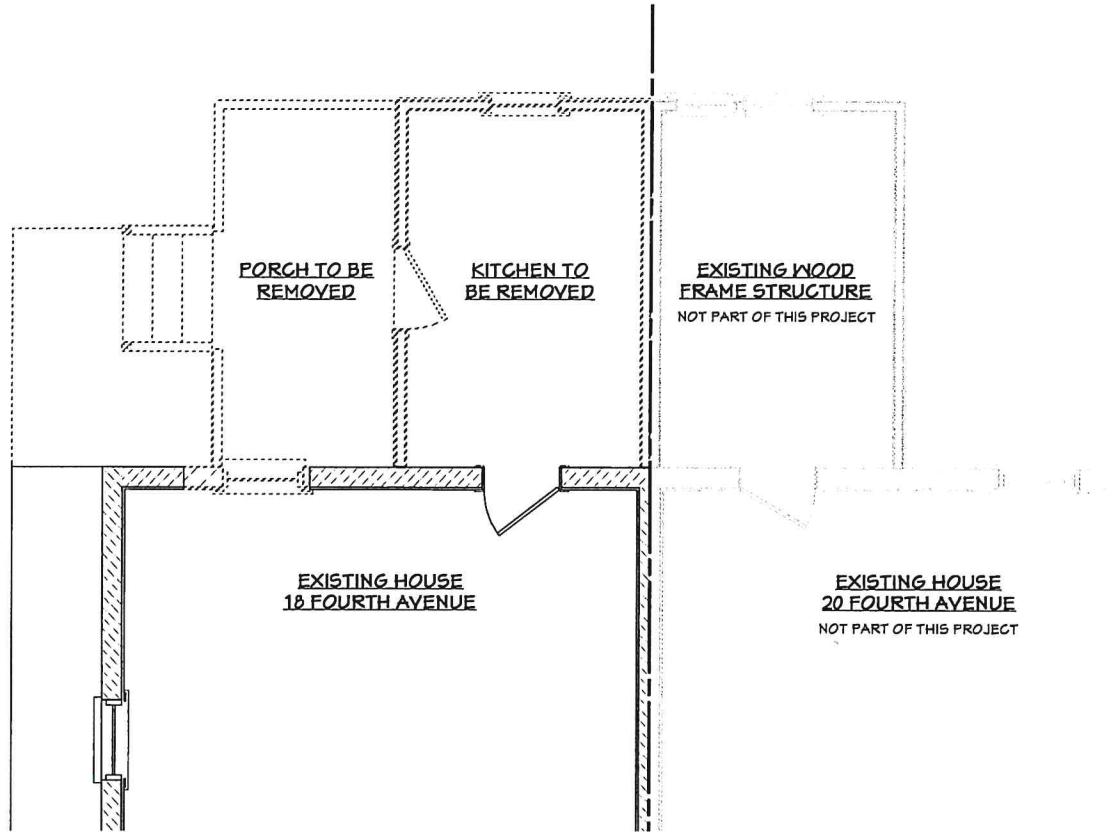 PORCH TO BE
REMOVED
KITCHEN TO
BE REMOVED
EXISTING WOOD
FRAME STRUCTURE
NOT PART OF THIS PROJECT
EXISTING HOUSE
18 FOURTH AVENUE
EXISTING HOUSE
20 FOURTH AVENUE
NOT PART OF THIS PROJECT